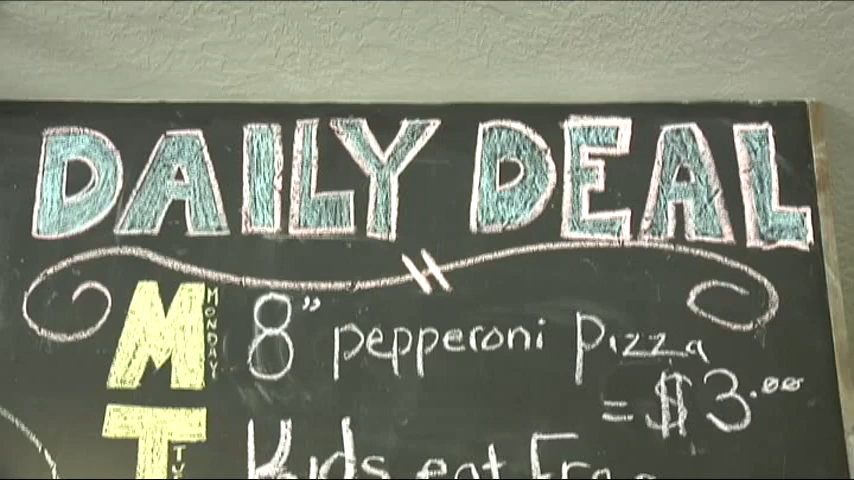 DAILY DEAL
M MONDAY 8" pepperoni pizza
= $3.00
T Kids eat Free